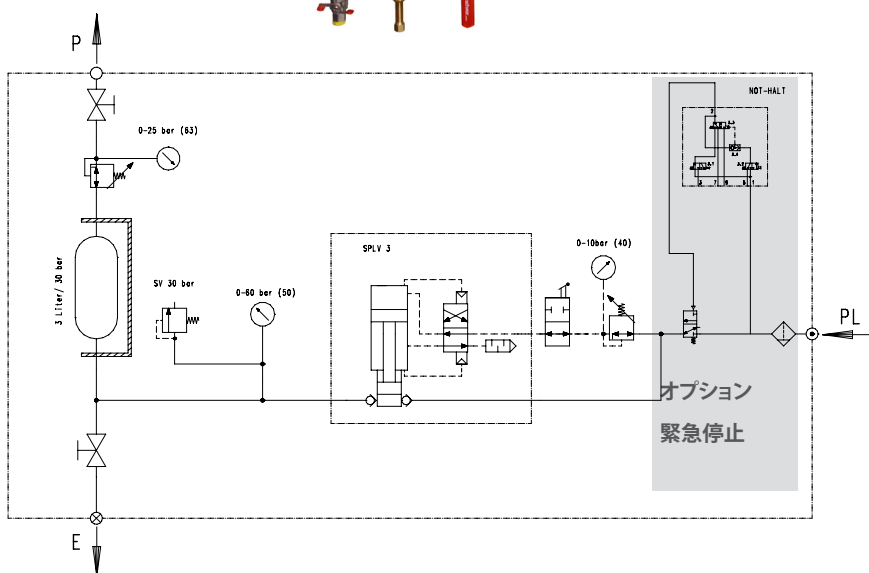 P
NOT-HALT
0-25 bar (63)
SPLV 3
0-10bar (40)
SV 30 bar
0-60 bar (50)
3 Liter/ 30 bar
PL
オプション
緊急停止
E